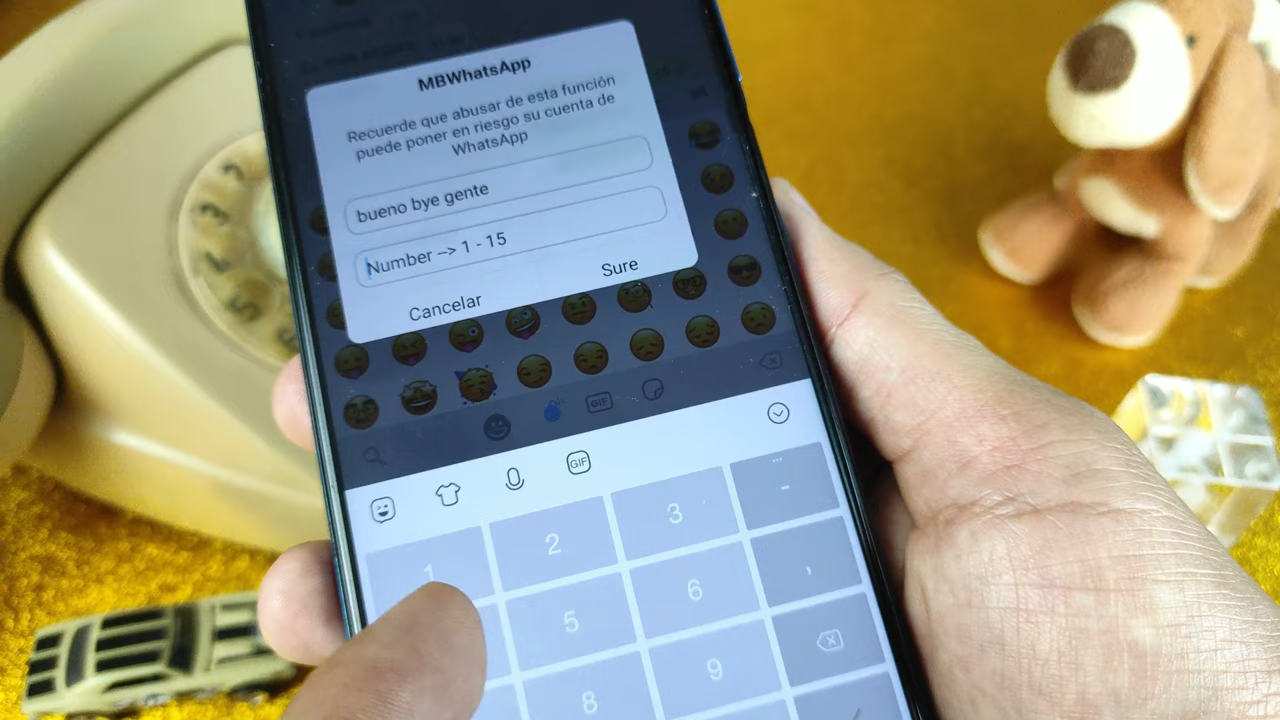 MBWhatsApp
Recuerde que abusar de esta función
puede poner en riesgo su cuenta de
WhatsApp
bueno bye gente
Number --> 1 - 15
Cancelar
Sure
GIF
GIF
1
2
3
-
5
6
,
8
9